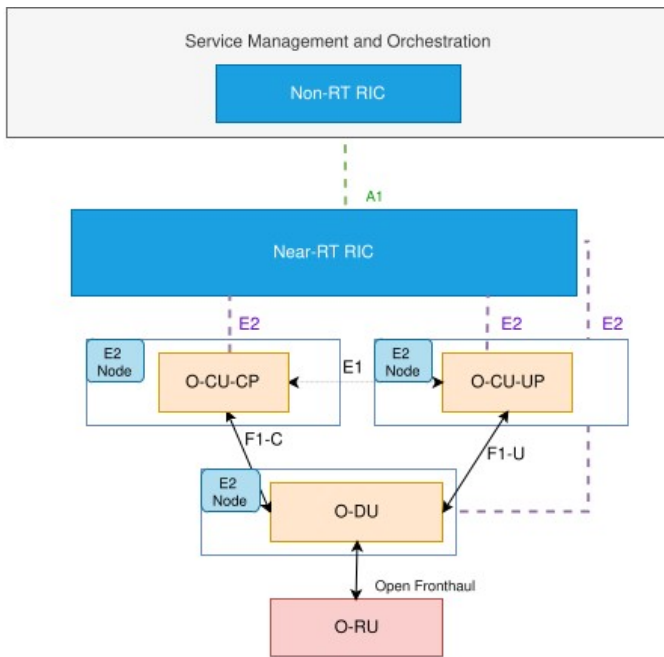 Service Management and Orchestration
Non-RT RIC
A1
Near-RT RIC
E2
E2
E2
E2
Node
O-CU-CP
E1
E2
Node
O-CU-UP
F1-C
F1-U
E2
Node
O-DU
Open Fronthaul
O-RU